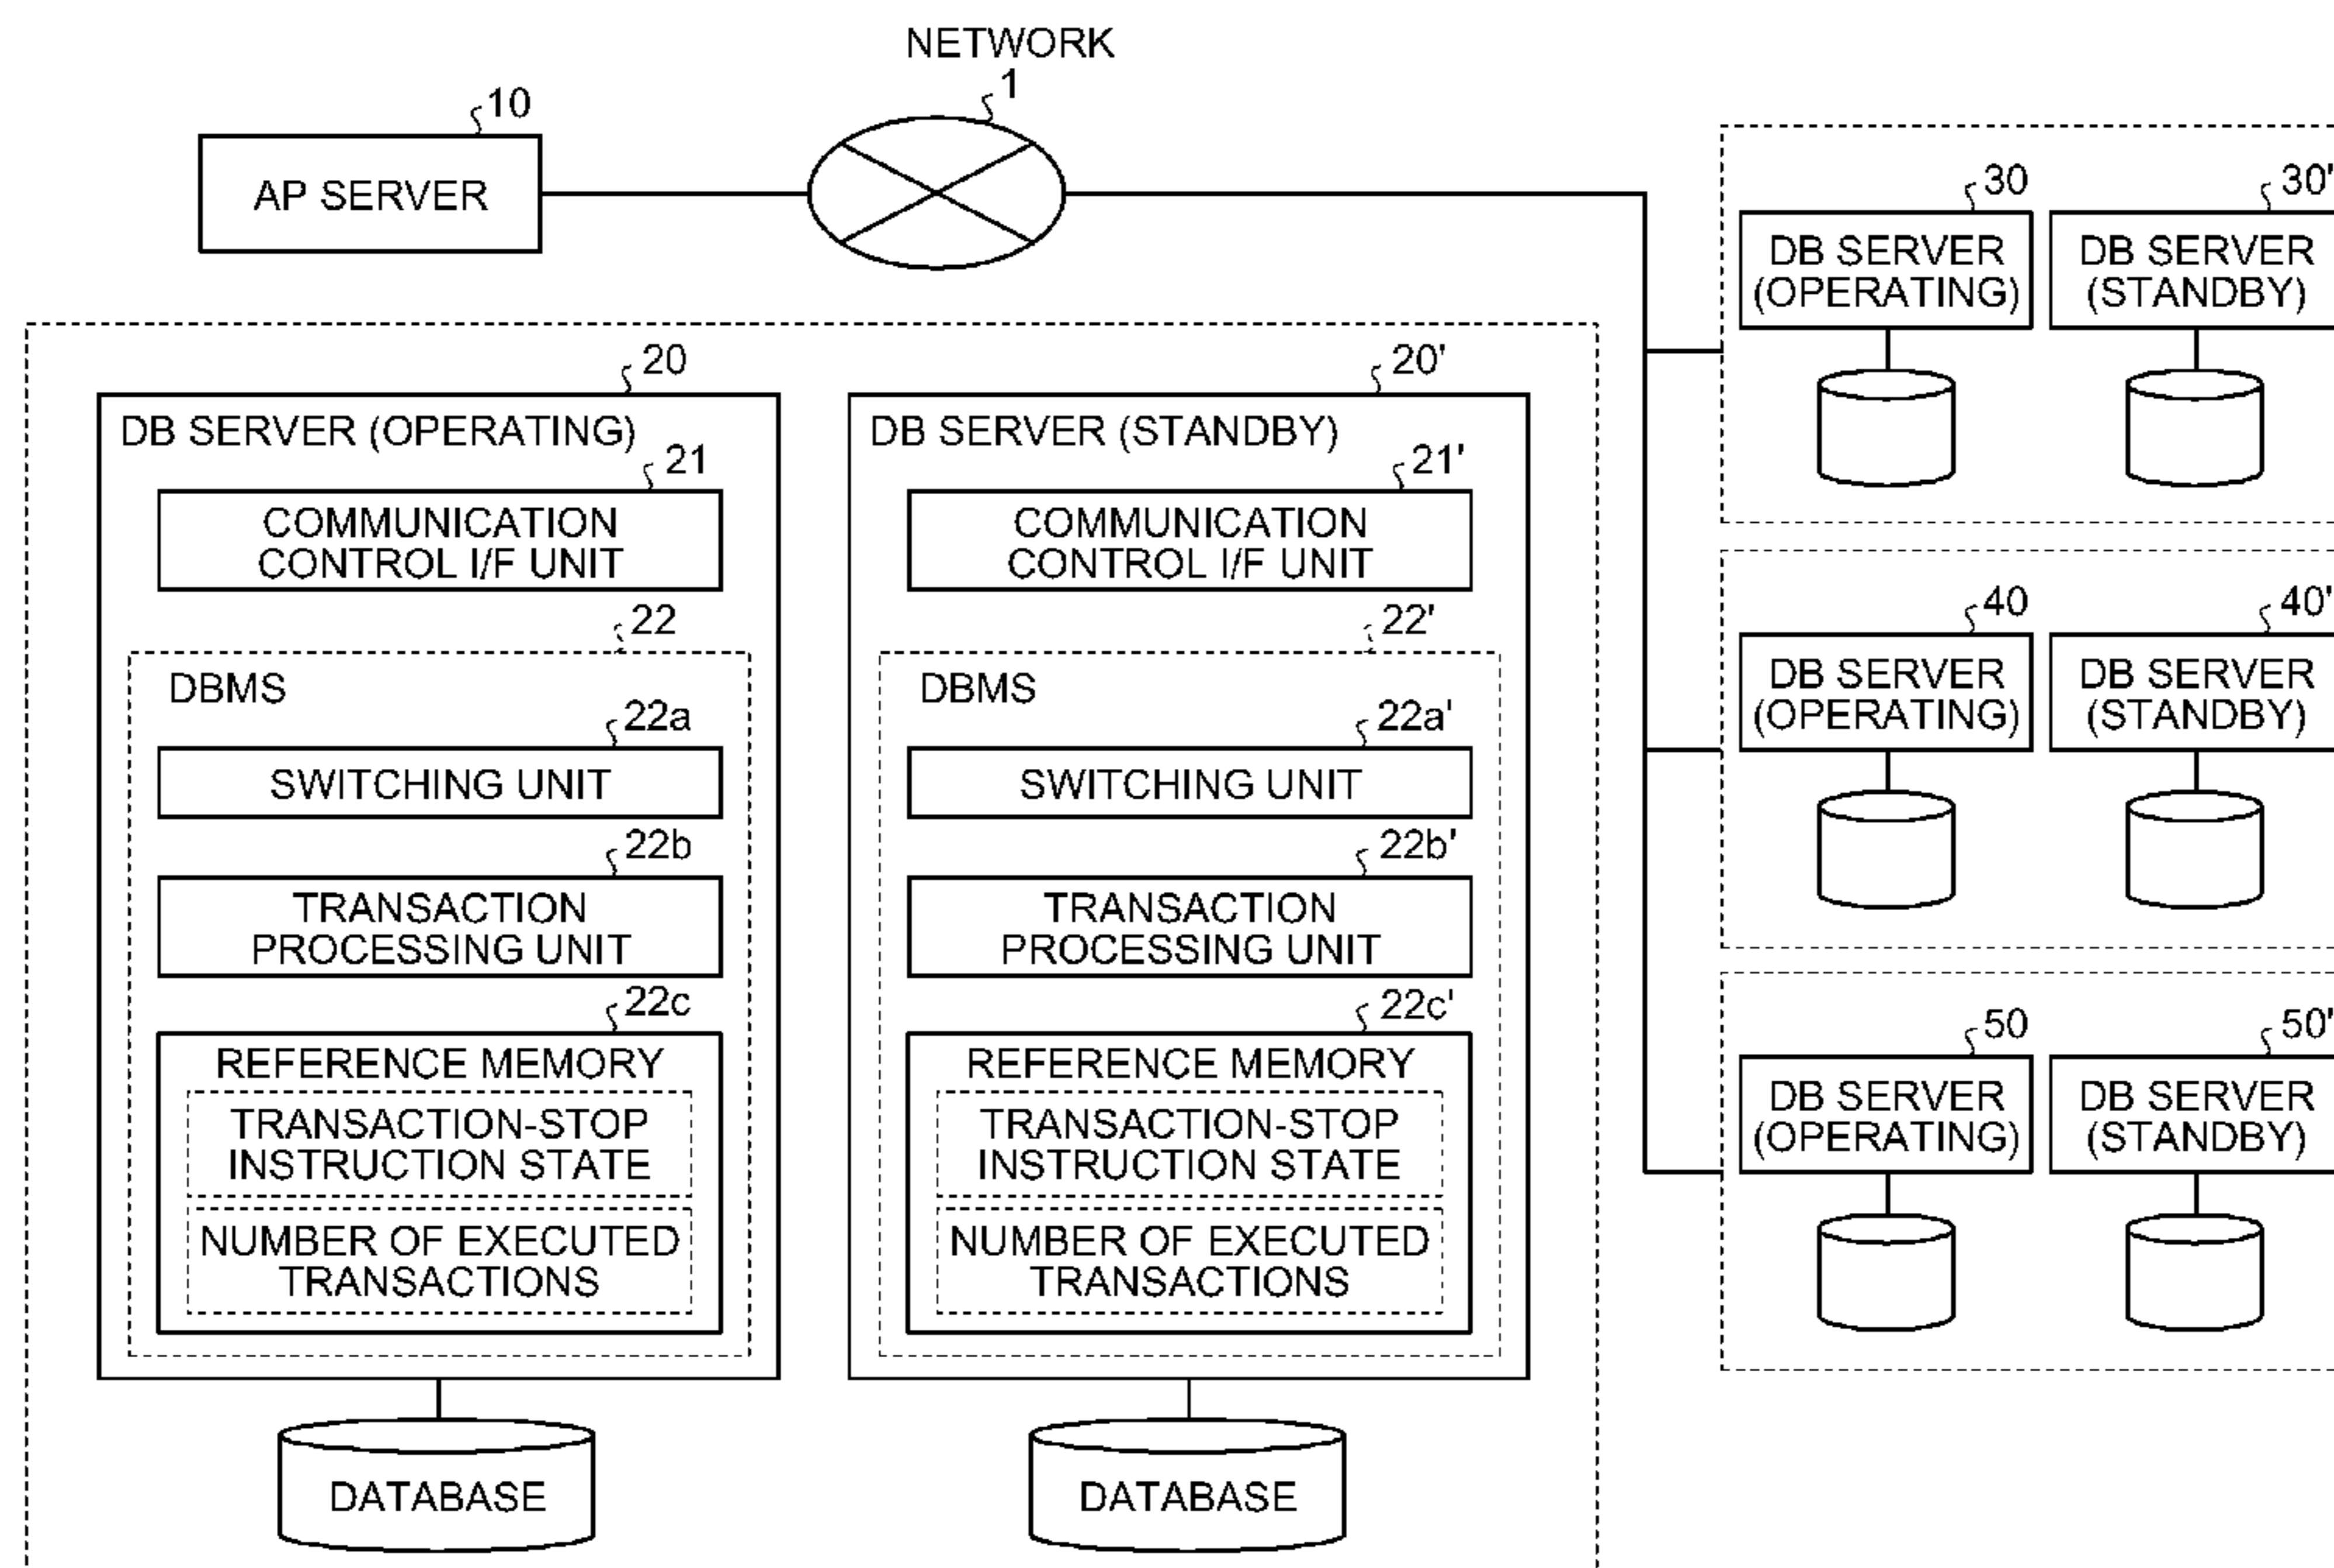 NETWORK
1
10
AP SERVER
20
DB SERVER (OPERATING)
21
COMMUNICATION
CONTROL I/F UNIT
22
DBMS
22a
SWITCHING UNIT
22b
TRANSACTION
PROCESSING UNIT
22c
REFERENCE MEMORY
TRANSACTION-STOP
INSTRUCTION STATE
NUMBER OF EXECUTED
TRANSACTIONS
DATABASE
20'
DB SERVER (STANDBY)
21'
COMMUNICATION
CONTROL I/F UNIT
22'
DBMS
22a'
SWITCHING UNIT
22b'
TRANSACTION
PROCESSING UNIT
22c'
REFERENCE MEMORY
TRANSACTION-STOP
INSTRUCTION STATE
NUMBER OF EXECUTED
TRANSACTIONS
DATABASE
30
DB SERVER
(OPERATING)
30'
DB SERVER
(STANDBY)
40
DB SERVER
(OPERATING)
40'
DB SERVER
(STANDBY)
50
DB SERVER
(OPERATING)
50'
DB SERVER
(STANDBY)